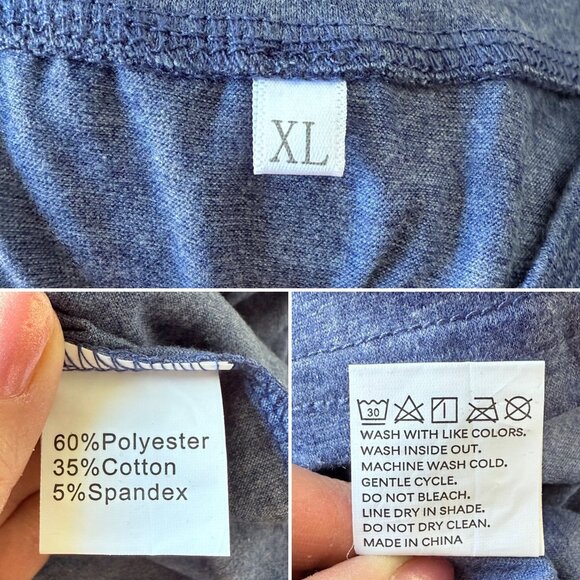 XL
60%Polyester
35%Cotton
5%Spandex
30
WASH WITH LIKE COLORS.
WASH INSIDE OUT.
MACHINE WASH COLD.
GENTLE CYCLE.
DO NOT BLEACH.
LINE DRY IN SHADE.
DO NOT DRY CLEAN.
MADE IN CHINA